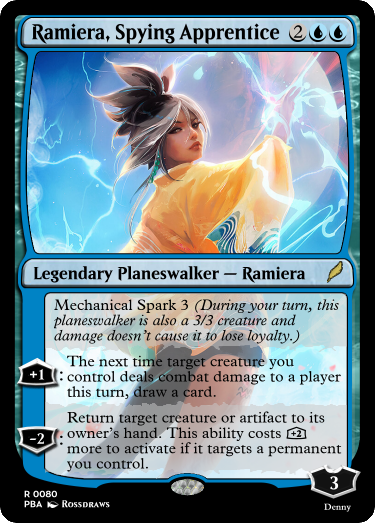 Ramiera, Spying Apprentice 2
Legendary Planeswalker — Ramiera
Mechanical Spark 3 (During your turn, this
planeswalker is also a 3/3 creature and
damage doesn't cause it to lose loyalty.)
+1: The next time target creature you
control deals combat damage to a player
this turn, draw a card.
-2: Return target creature or artifact to its
owner's hand. This ability costs +2
more to activate if it targets a permanent
you control.
3
R 0080
PBA Rossdraws
Denny